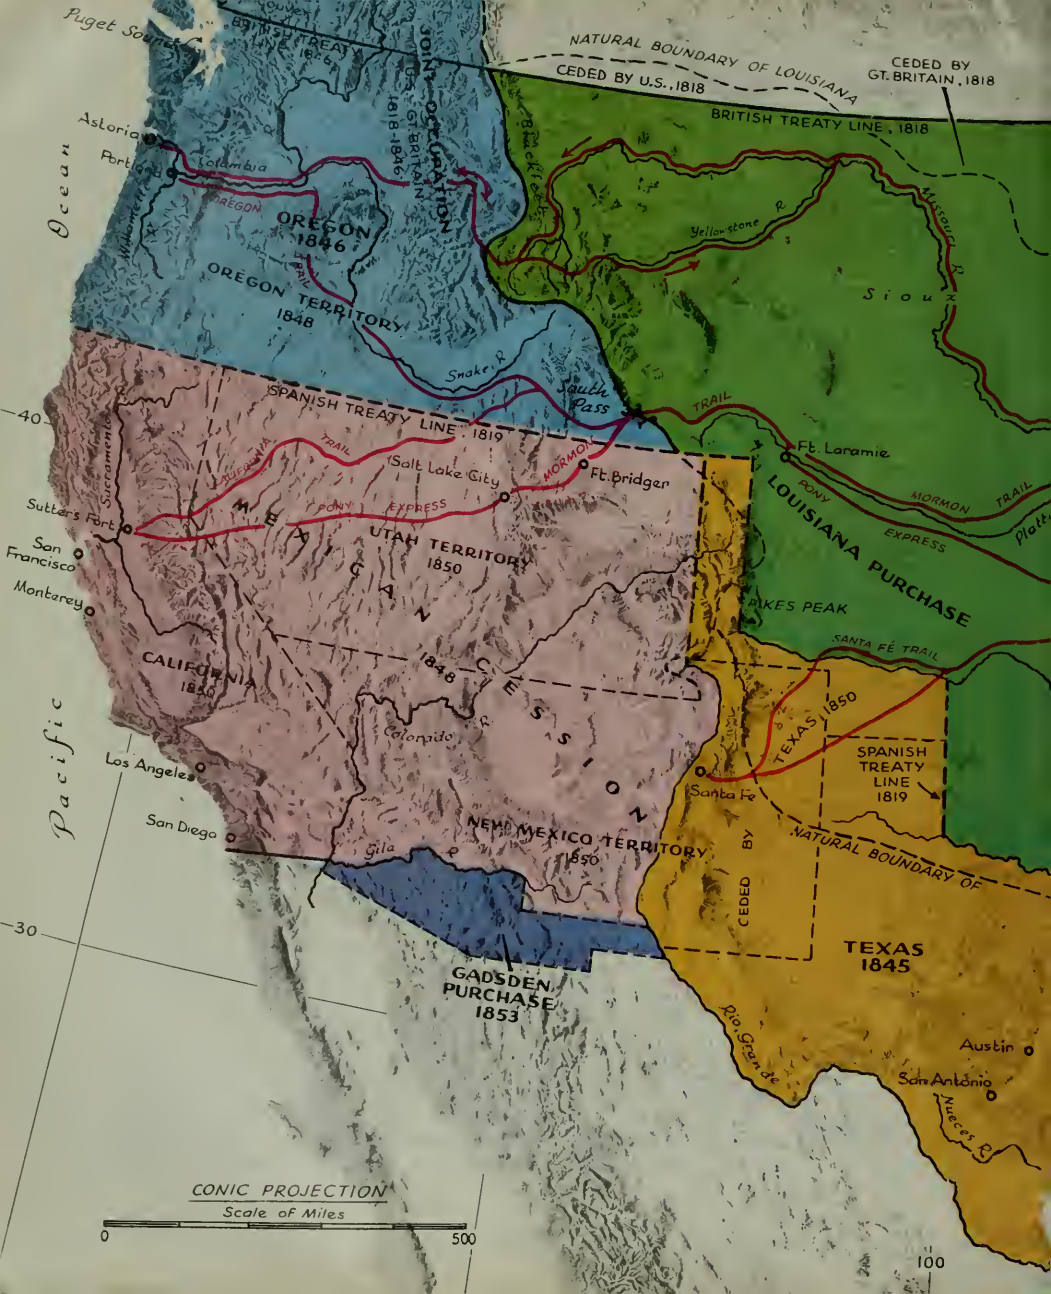 Puget Sound
BRITISH TREATY
LINE
JOINT OCCUPATION
U.S. - GT. BRITAIN
1818-1846
NATURAL BOUNDARY OF LOUISIANA
CEDED BY U.S., 1818
CEDED BY
GT. BRITAIN, 1818
BRITISH TREATY LINE, 1818
Astoria
Portland
Columbia
OREGON
TRAIL
OREGON
1846
OREGON TERRITORY
1848
Willamette
Blackfoot
Yellowstone R
Missouri R
Sioux
Snake R
South
Pass
Pacific Ocean
40
SPANISH TREATY LINE, 1819
CALIFORNIA TRAIL
Sacramento
Salt Lake City
MORMON
Ft. Bridger
TRAIL
Ft. Laramie
MORMON TRAIL
PONY EXPRESS
Platte
Sutter's Fort
PONY EXPRESS
San
Francisco
Monterey
UTAH TERRITORY
1850
MEXICAN CESSION
1848
LOUISIANA PURCHASE
PIKES PEAK
SANTA FÉ TRAIL
CALIFORNIA
1850
Colorado R
TEXAS, 1850
CEDED BY
SPANISH
TREATY
LINE
1819
Santa Fe
Los Angeles
San Diego
Gila R
NEW MEXICO TERRITORY
1850
NATURAL BOUNDARY OF
30
GADSDEN
PURCHASE
1853
TEXAS
1845
Rio Grande
Austin
San Antonio
Nueces R
CONIC PROJECTION
Scale of Miles
0 500
100